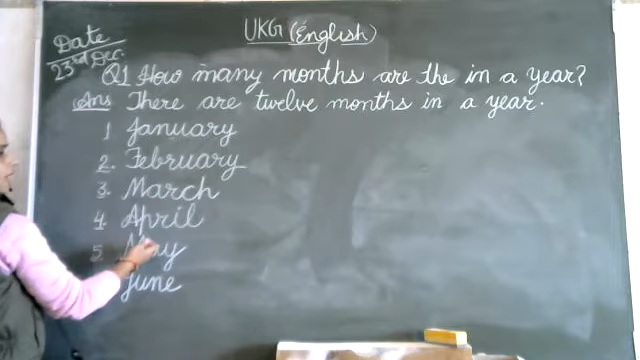 UKG (English)
Date
23rd Dec.
Q1 How many months are the in a year?
Ans There are twelve months in a year.
1 January
2. February
3. March
4. April
5. May
June